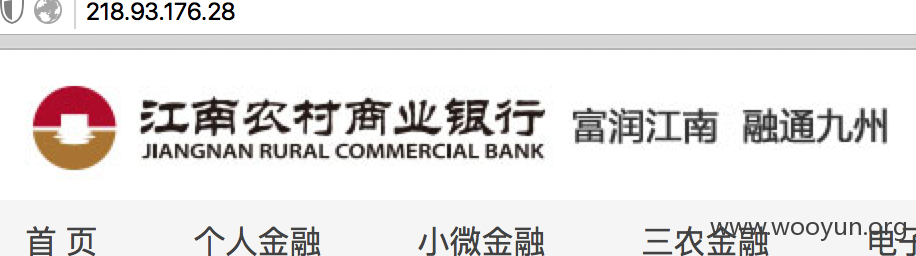 218.93.176.28
江南农村商业银行 富润江南 融通九州
JIANGNAN RURAL COMMERCIAL BANK
首 页 个人金融 小微金融 三农金融 电子
www.wooyun.org